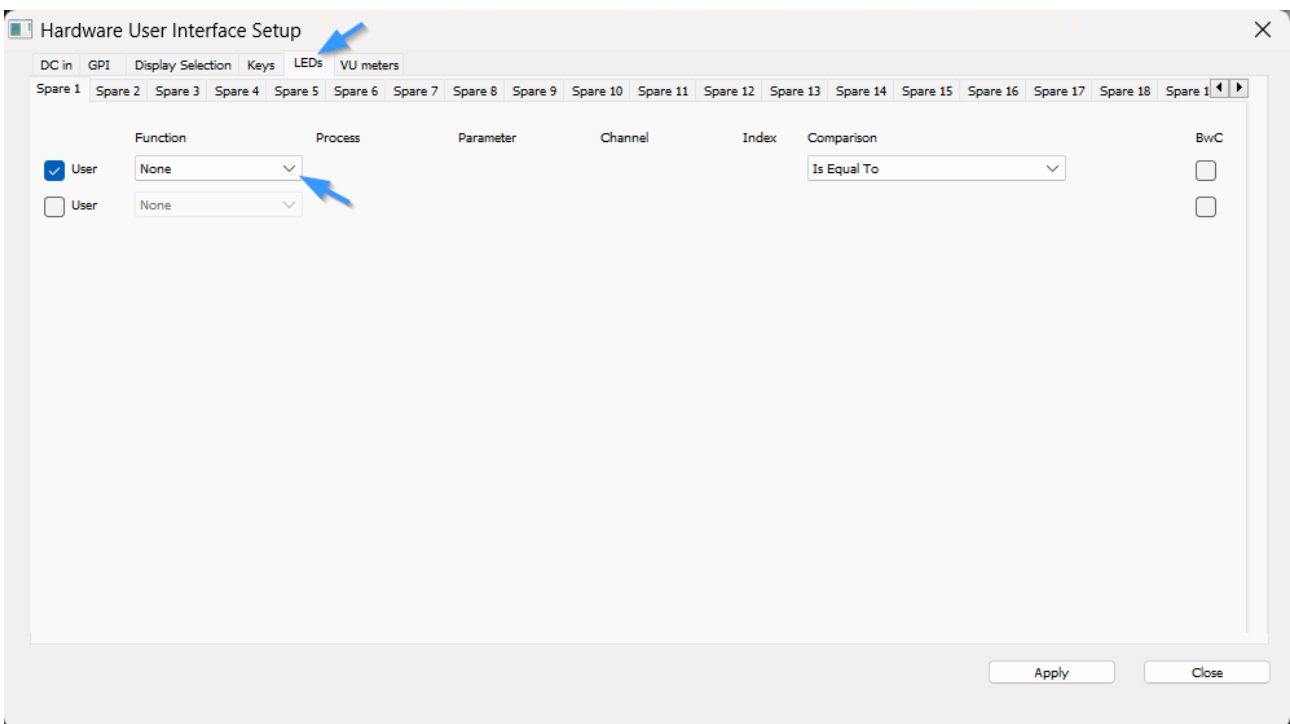 Hardware User Interface Setup
DC in GPI Display Selection Keys LEDs VU meters
Spare 1 Spare 2 Spare 3 Spare 4 Spare 5 Spare 6 Spare 7 Spare 8 Spare 9 Spare 10 Spare 11 Spare 12 Spare 13 Spare 14 Spare 15 Spare 16 Spare 17 Spare 18 Spare 1
Function Process Parameter Channel Index Comparison BwC
User None Is Equal To
User None
Apply Close